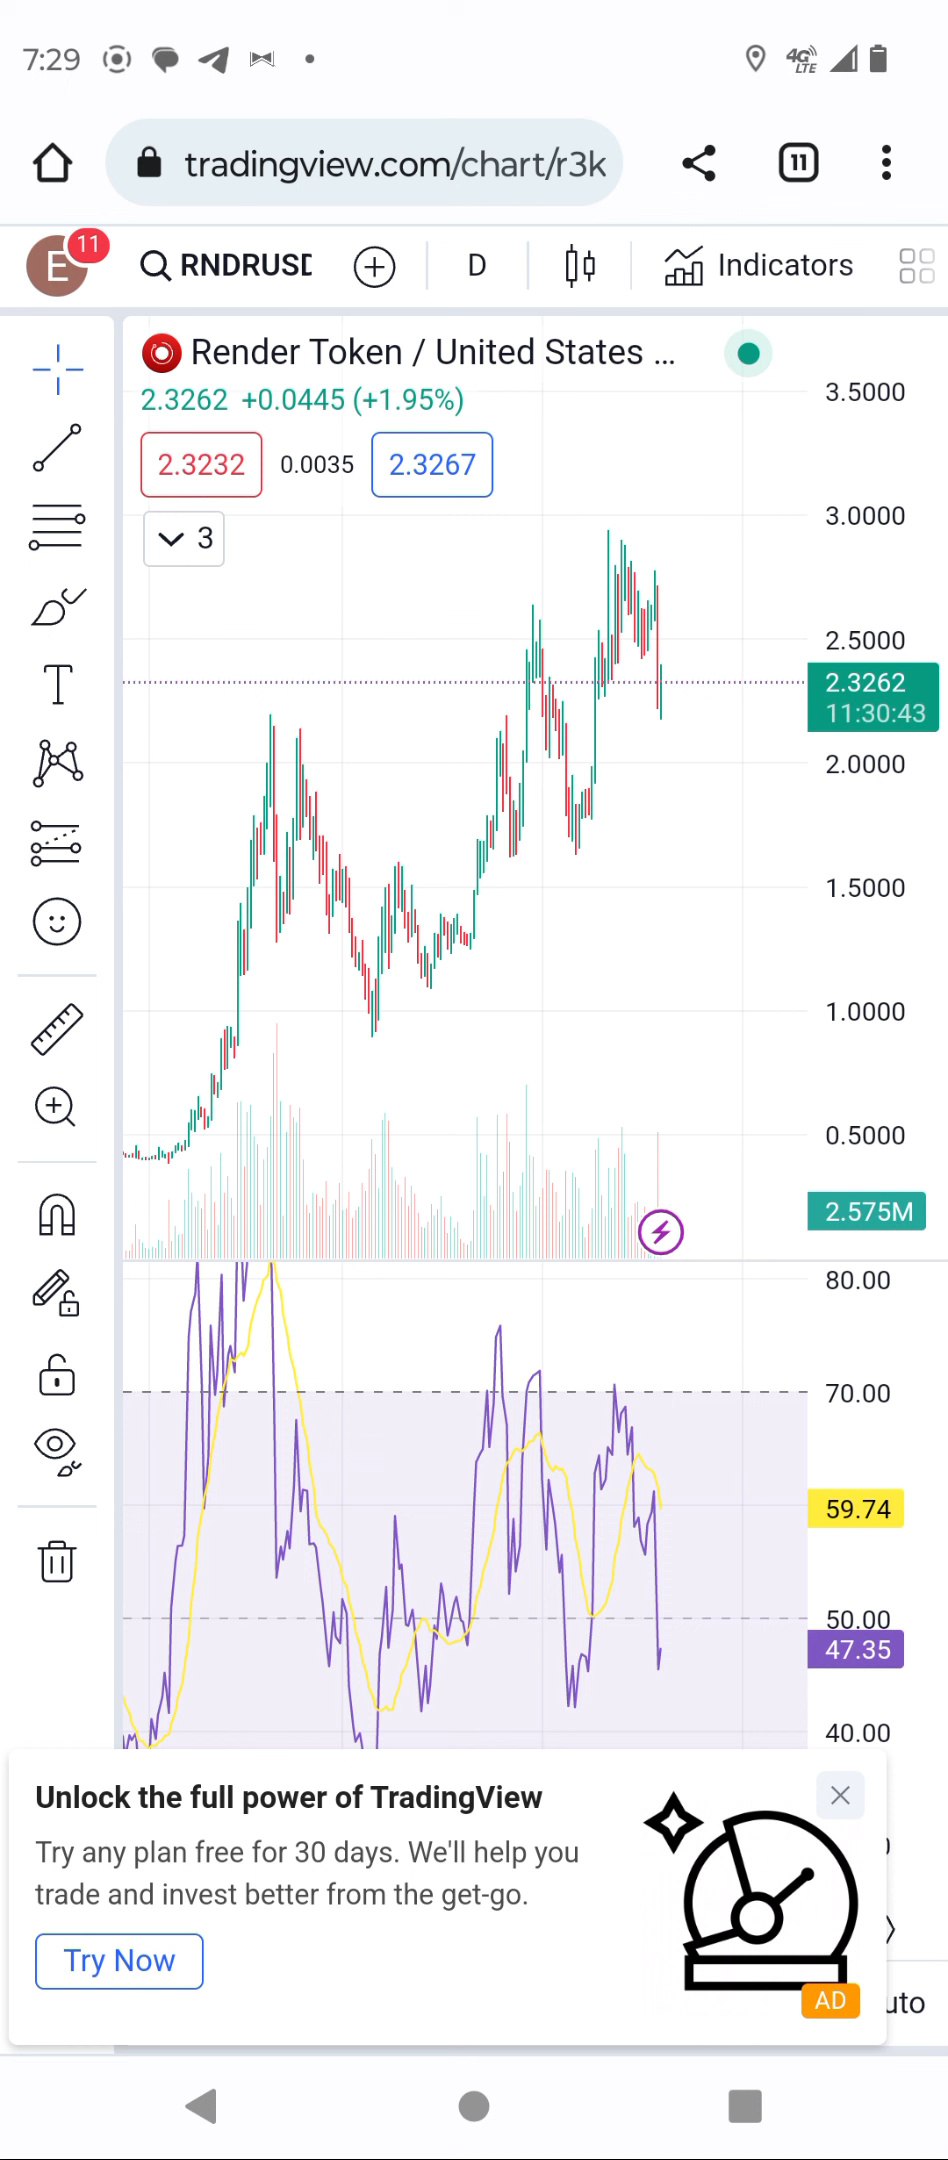 7:29
4G
LTE
tradingview.com/chart/r3k
11
E
11
RNDRUSD
D
Indicators
Render Token / United States ...
2.3262 +0.0445 (+1.95%)
2.3232
0.0035
2.3267
3
3.5000
3.0000
2.5000
2.3262
11:30:43
2.0000
1.5000
1.0000
0.5000
2.575M
80.00
70.00
59.74
50.00
47.35
40.00
Unlock the full power of TradingView
Try any plan free for 30 days. We'll help you
trade and invest better from the get-go.
Try Now
AD
uto